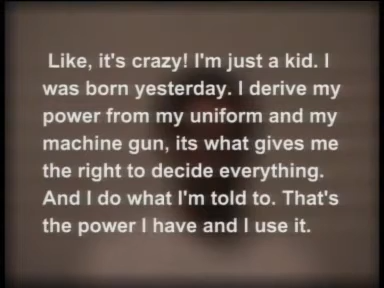 Like, it's crazy! I'm just a kid. I
was born yesterday. I derive my
power from my uniform and my
machine gun, its what gives me
the right to decide everything.
And I do what I'm told to. That's
the power I have and I use it.